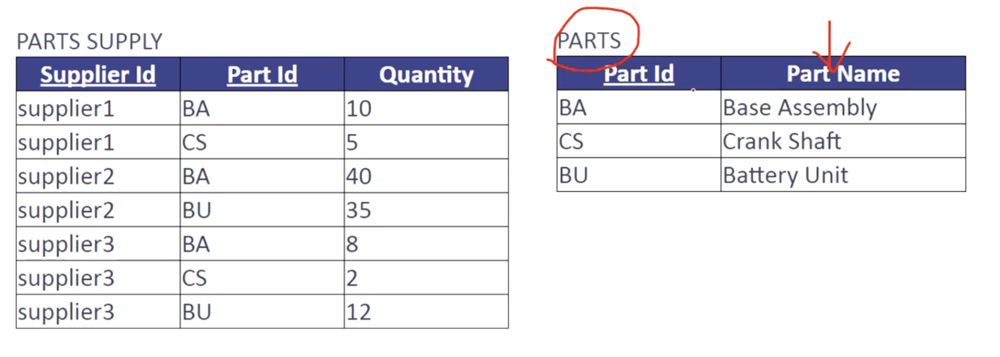 PARTS SUPPLY
Supplier Id Part Id Quantity
supplier1 BA 10
supplier1 CS 5
supplier2 BA 40
supplier2 BU 35
supplier3 BA 8
supplier3 CS 2
supplier3 BU 12
PARTS
Part Id Part Name
BA Base Assembly
CS Crank Shaft
BU Battery Unit